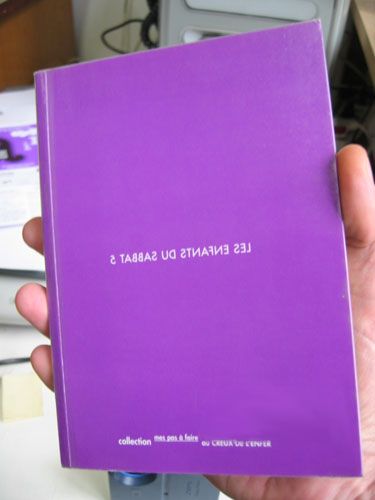 LES ENFANTS DU SABBAT 5
collection mes pas à faire au CREUX DE L'ENFER